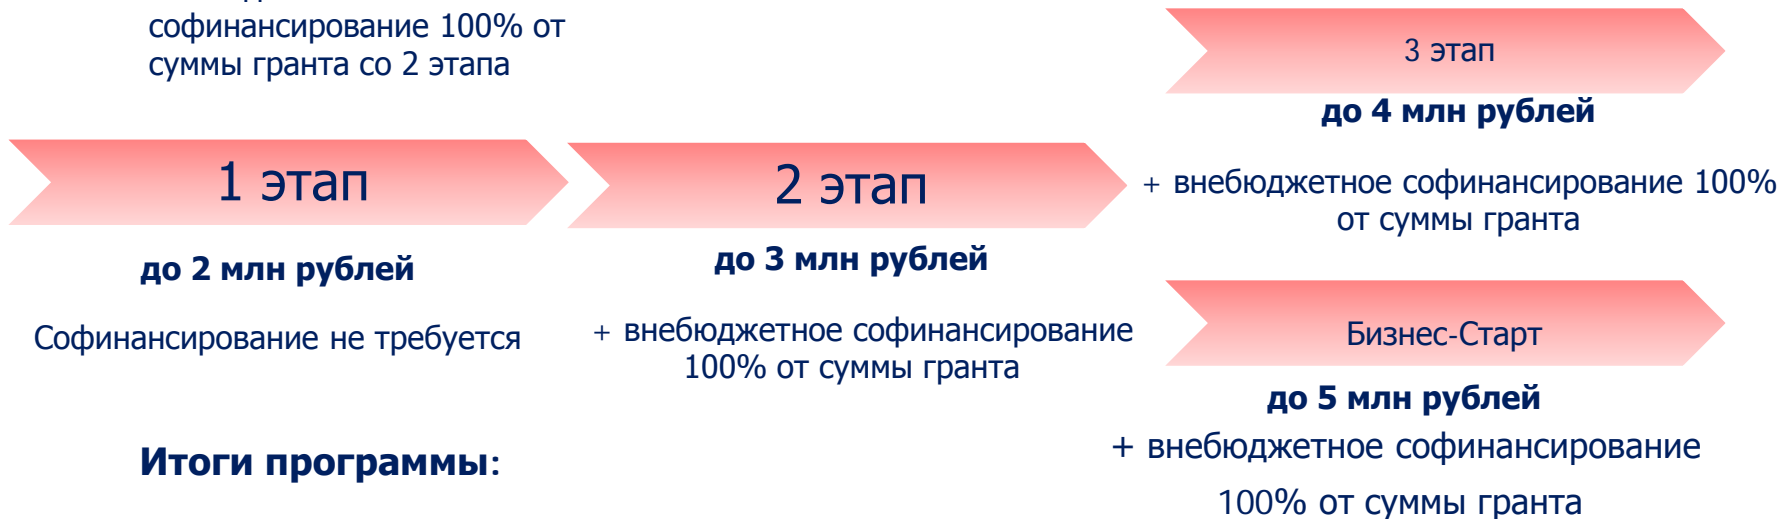 софинансирование 100% от
суммы гранта со 2 этапа
1 этап
до 2 млн рублей
Софинансирование не требуется
2 этап
до 3 млн рублей
+ внебюджетное софинансирование
100% от суммы гранта
3 этап
до 4 млн рублей
+ внебюджетное софинансирование 100%
от суммы гранта
Бизнес-Старт
до 5 млн рублей
+ внебюджетное софинансирование
100% от суммы гранта
Итоги программы: